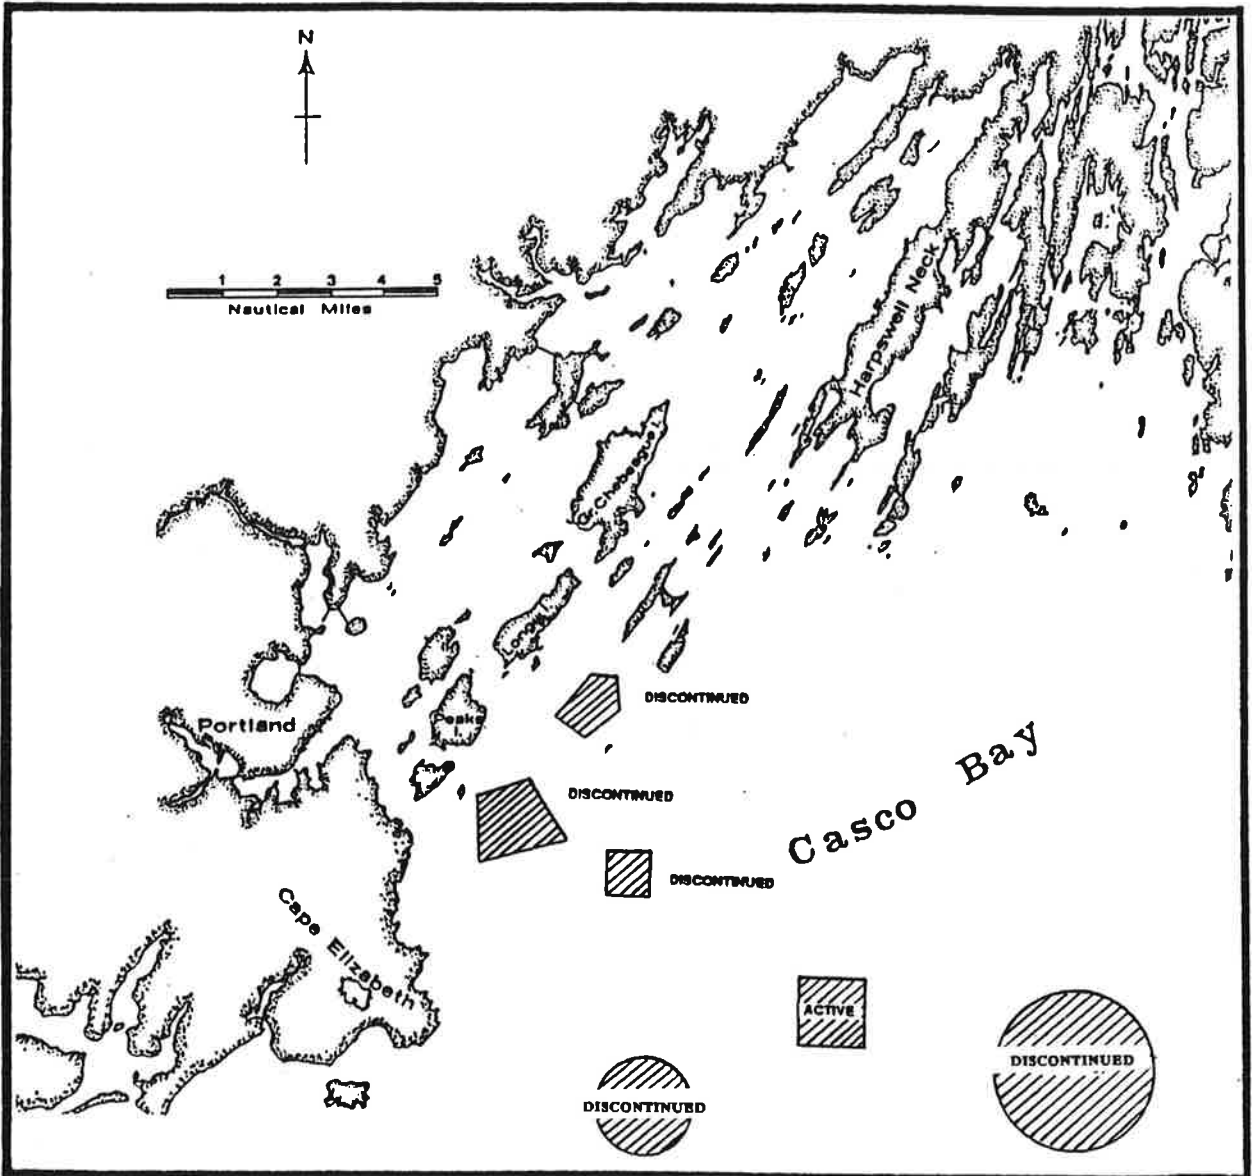 N
1 2 3 4 5
Nautical Miles
Harpswell Neck
Gr Chebeague I.
Long I.
DISCONTINUED
Peaks
I.
Portland
Casco Bay
DISCONTINUED
DISCONTINUED
Cape Elizabeth
ACTIVE
DISCONTINUED
DISCONTINUED